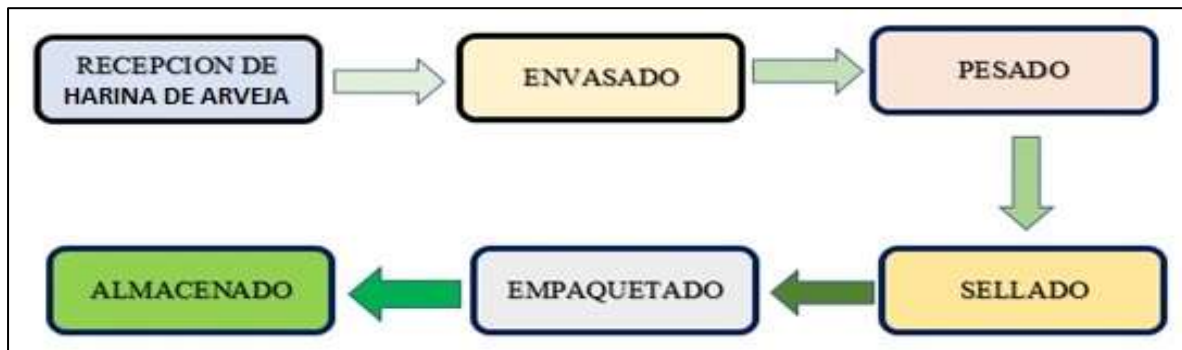 RECEPCION DE
HARINA DE ARVEJA
ENVASADO
PESADO
SELLADO
EMPAQUETADO
ALMACENADO